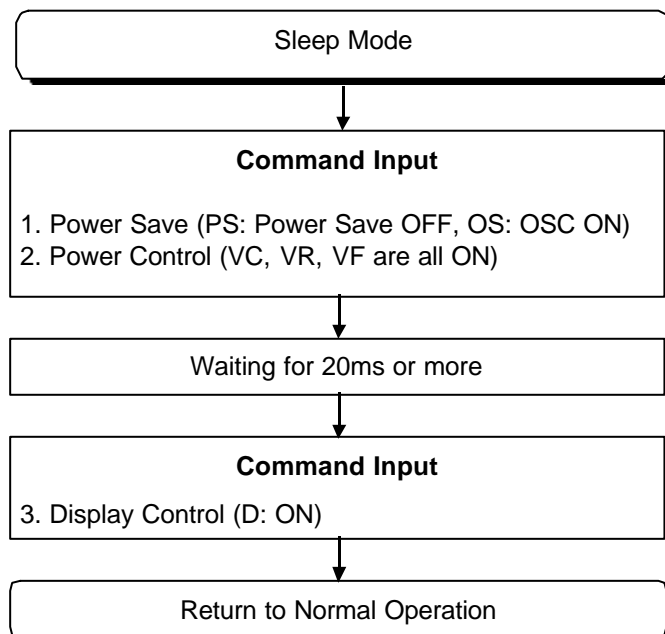 Sleep Mode
Command Input
1. Power Save (PS: Power Save OFF, OS: OSC ON)
2. Power Control (VC, VR, VF are all ON)
Waiting for 20ms or more
Command Input
3. Display Control (D: ON)
Return to Normal Operation